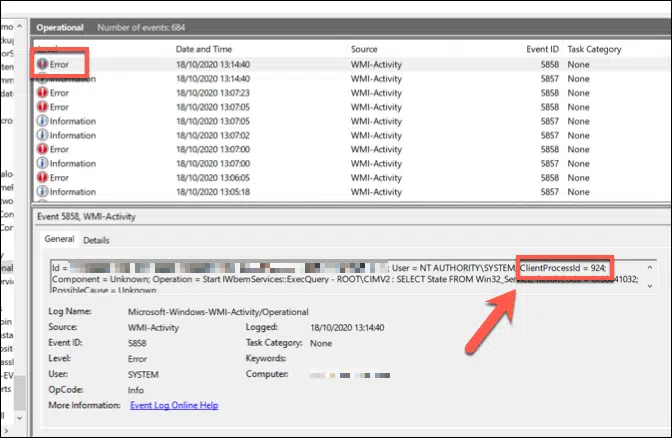 Operational Number of events: 684
Level Date and Time Source Event ID Task Category
Error 18/10/2020 13:14:40 WMI-Activity 5858 None
Information 18/10/2020 13:14:40 WMI-Activity 5857 None
Error 18/10/2020 13:07:23 WMI-Activity 5858 None
Error 18/10/2020 13:07:05 WMI-Activity 5858 None
Information 18/10/2020 13:07:05 WMI-Activity 5857 None
Information 18/10/2020 13:07:02 WMI-Activity 5857 None
Error 18/10/2020 13:07:00 WMI-Activity 5858 None
Information 18/10/2020 13:07:00 WMI-Activity 5857 None
Error 18/10/2020 13:06:05 WMI-Activity 5858 None
Information 18/10/2020 13:05:18 WMI-Activity 5857 None
Event 5858, WMI-Activity
General Details
Id = ; User = NT AUTHORITY\SYSTEM; ClientProcessId = 924;
Component = Unknown; Operation = Start IWbemServices::ExecQuery - ROOT\CIMV2 : SELECT State FROM
PossibleCause = Unknown
Log Name: Microsoft-Windows-WMI-Activity/Operational
Source: WMI-Activity Logged: 18/10/2020 13:14:40
Event ID: 5858 Task Category: None
Level: Error Keywords:
User: SYSTEM Computer:
OpCode: Info
More Information: Event Log Online Help